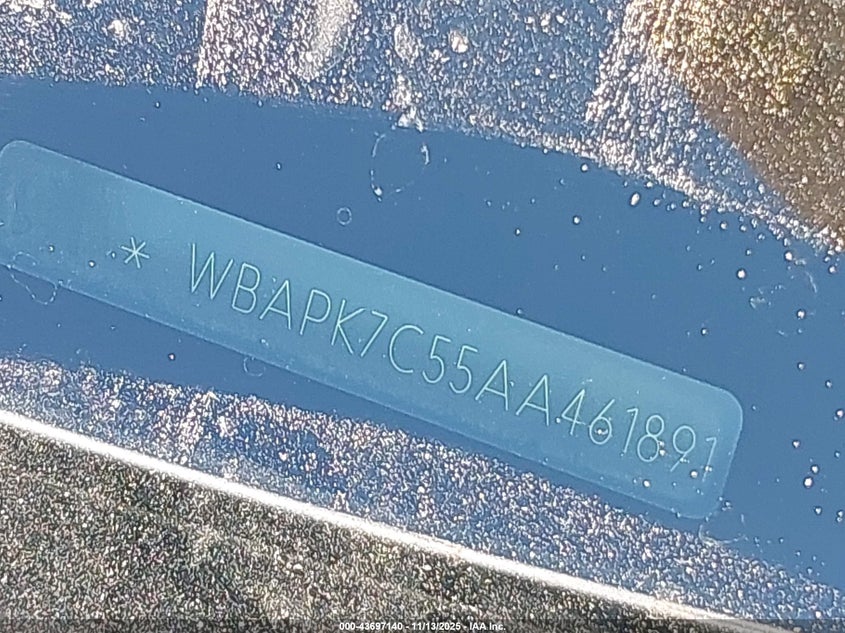 * WBAPK7C55AA461891
000-43697140 - 11/13/2025 - IAA Inc.